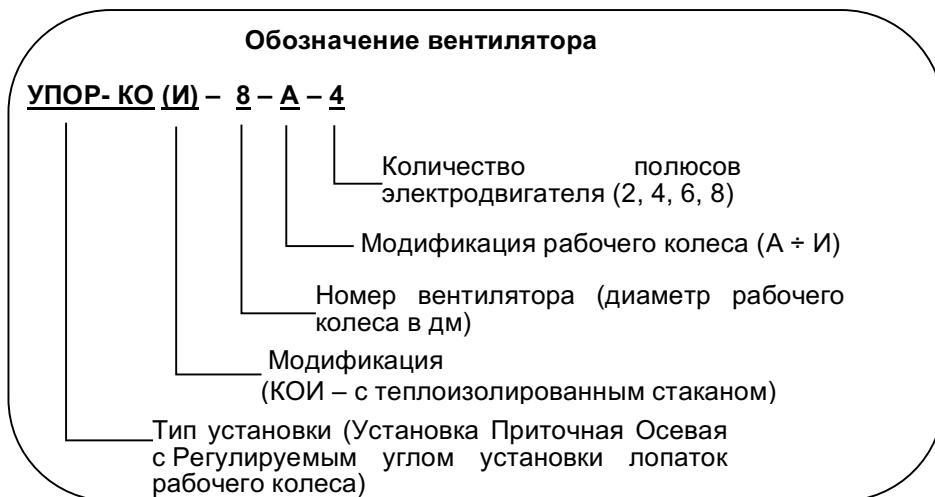 Обозначение вентилятора
УПОР- КО (И) – 8 – А – 4
Количество полюсов
электродвигателя (2, 4, 6, 8)
Модификация рабочего колеса (А ÷ И)
Номер вентилятора (диаметр рабочего
колеса в дм)
Модификация
(КОИ – с теплоизолированным стаканом)
Тип установки (Установка Приточная Осевая
с Регулируемым углом установки лопаток
рабочего колеса)